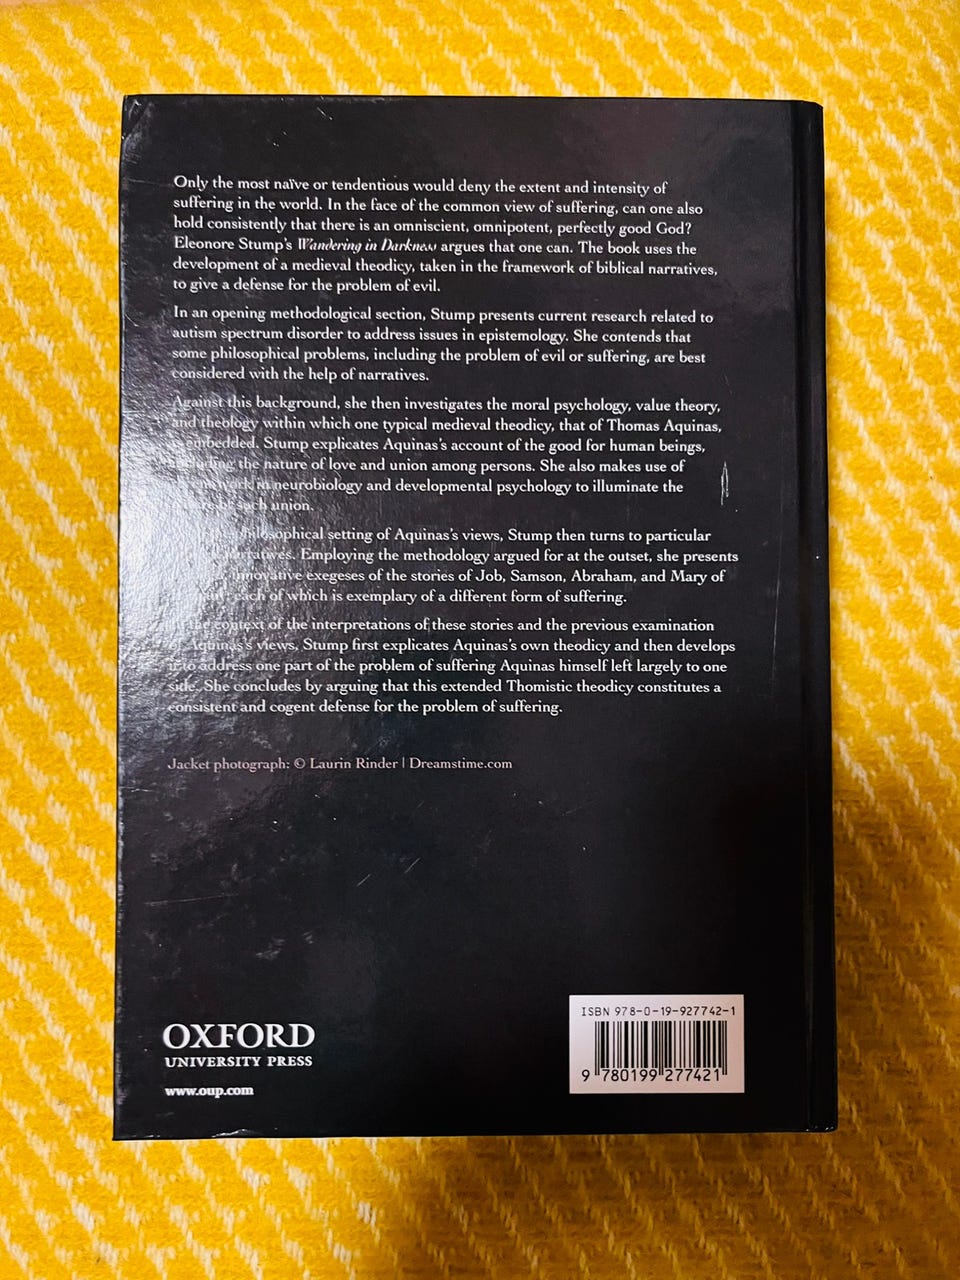 Only the most naïve or tendentious would deny the extent and intensity of
suffering in the world. In the face of the common view of suffering, can one also
hold consistently that there is an omniscient, omnipotent, perfectly good God?
Eleonore Stump's Wandering in Darkness argues that one can. The book uses the
development of a medieval theodicy, taken in the framework of biblical narratives,
to give a defense for the problem of evil.
In an opening methodological section, Stump presents current research related to
autism spectrum disorder to address issues in epistemology. She contends that
some philosophical problems, including the problem of evil or suffering, are best
considered with the help of narratives.
Against this background, she then investigates the moral psychology, value theory,
and theology within which one typical medieval theodicy, that of Thomas Aquinas,
is embedded. Stump explicates Aquinas's account of the good for human beings,
including the nature of love and union among persons. She also makes use of
work in neurobiology and developmental psychology to illuminate the
nature of such union.
philosophical setting of Aquinas's views, Stump then turns to particular
narratives. Employing the methodology argued for at the outset, she presents
innovative exegeses of the stories of Job, Samson, Abraham, and Mary of
each of which is exemplary of a different form of suffering.
In the context of the interpretations of these stories and the previous examination
of Aquinas's views, Stump first explicates Aquinas's own theodicy and then develops
it to address one part of the problem of suffering Aquinas himself left largely to one
side. She concludes by arguing that this extended Thomistic theodicy constitutes a
consistent and cogent defense for the problem of suffering.
Jacket photograph: © Laurin Rinder | Dreamstime.com
OXFORD
UNIVERSITY PRESS
www.oup.com
ISBN 978-0-19-927742-1
9 780199 277421